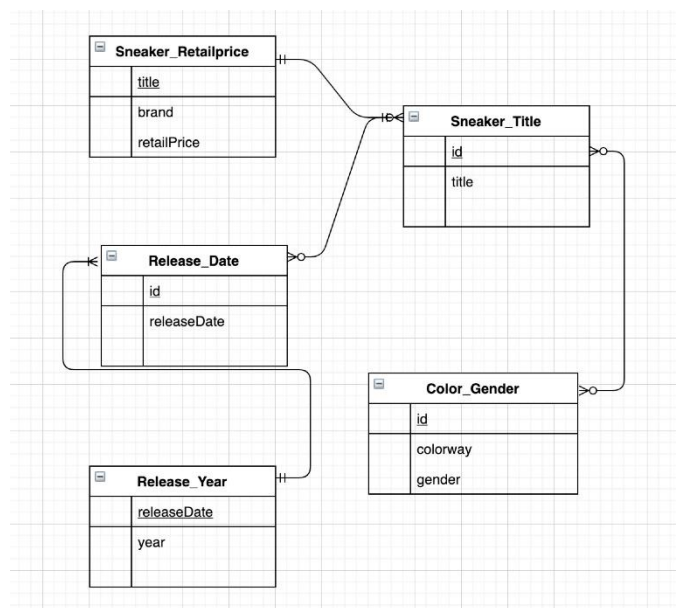 Sneaker_Retailprice
title
brand
retailPrice
Sneaker_Title
id
title
Release_Date
id
releaseDate
Color_Gender
id
colorway
gender
Release_Year
releaseDate
year